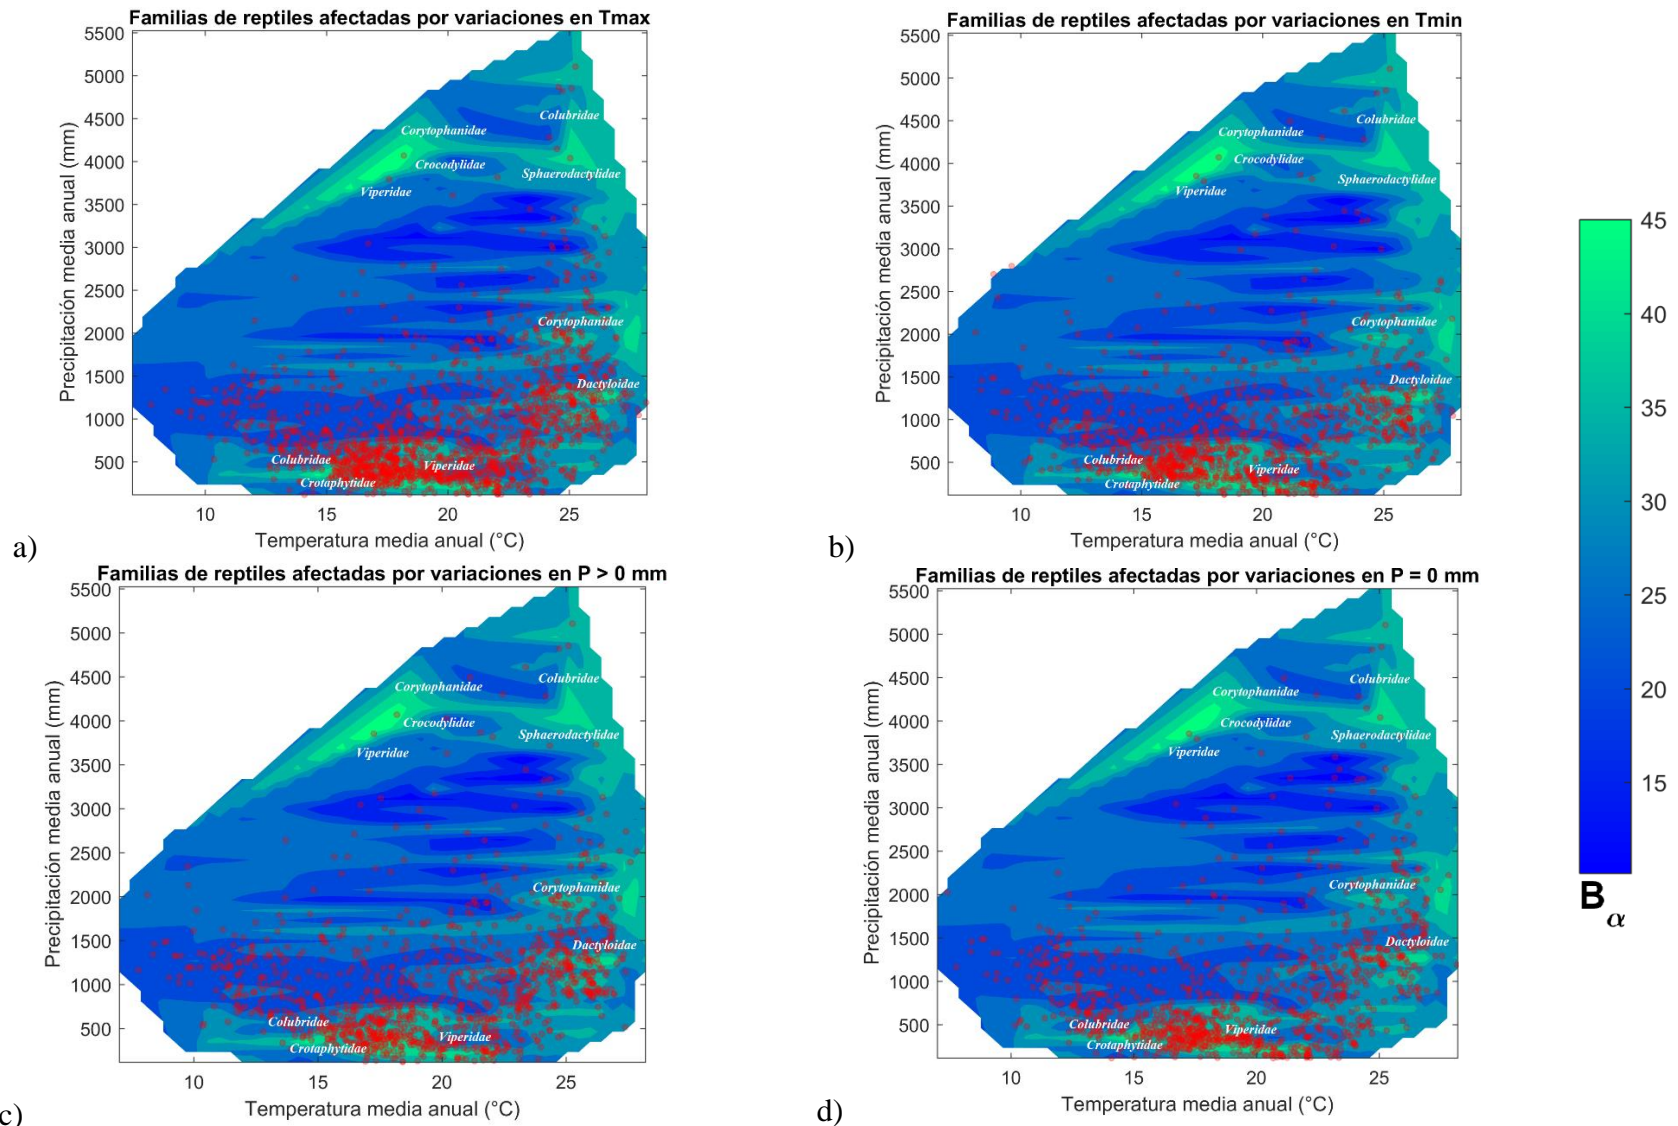 Familias de reptiles afectadas por variaciones en Tmax
5500
5000
4500
4000
3500
3000
2500
2000
1500
1000
500
Precipitación media anual (mm)
Colubridae
Corytophanidae
Crocodylidae
Sphaerodactylidae
Viperidae
Corytophanidae
Dactyloidae
Colubridae
Viperidae
Crotaphytidae
10 15 20 25
Temperatura media anual (°C)
a)
Familias de reptiles afectadas por variaciones en Tmin
5500
5000
4500
4000
3500
3000
2500
2000
1500
1000
500
Precipitación media anual (mm)
Colubridae
Corytophanidae
Crocodylidae
Sphaerodactylidae
Viperidae
Corytophanidae
Dactyloidae
Colubridae
Viperidae
Crotaphytidae
10 15 20 25
Temperatura media anual (°C)
b)
Familias de reptiles afectadas por variaciones en P > 0 mm
5500
5000
4500
4000
3500
3000
2500
2000
1500
1000
500
Precipitación media anual (mm)
Colubridae
Corytophanidae
Crocodylidae
Sphaerodactylidae
Viperidae
Corytophanidae
Dactyloidae
Colubridae
Viperidae
Crotaphytidae
10 15 20 25
Temperatura media anual (°C)
c)
Familias de reptiles afectadas por variaciones en P = 0 mm
5500
5000
4500
4000
3500
3000
2500
2000
1500
1000
500
Precipitación media anual (mm)
Colubridae
Corytophanidae
Crocodylidae
Sphaerodactylidae
Viperidae
Corytophanidae
Dactyloidae
Colubridae
Viperidae
Crotaphytidae
10 15 20 25
Temperatura media anual (°C)
d)
45
40
35
30
25
20
15
Bα